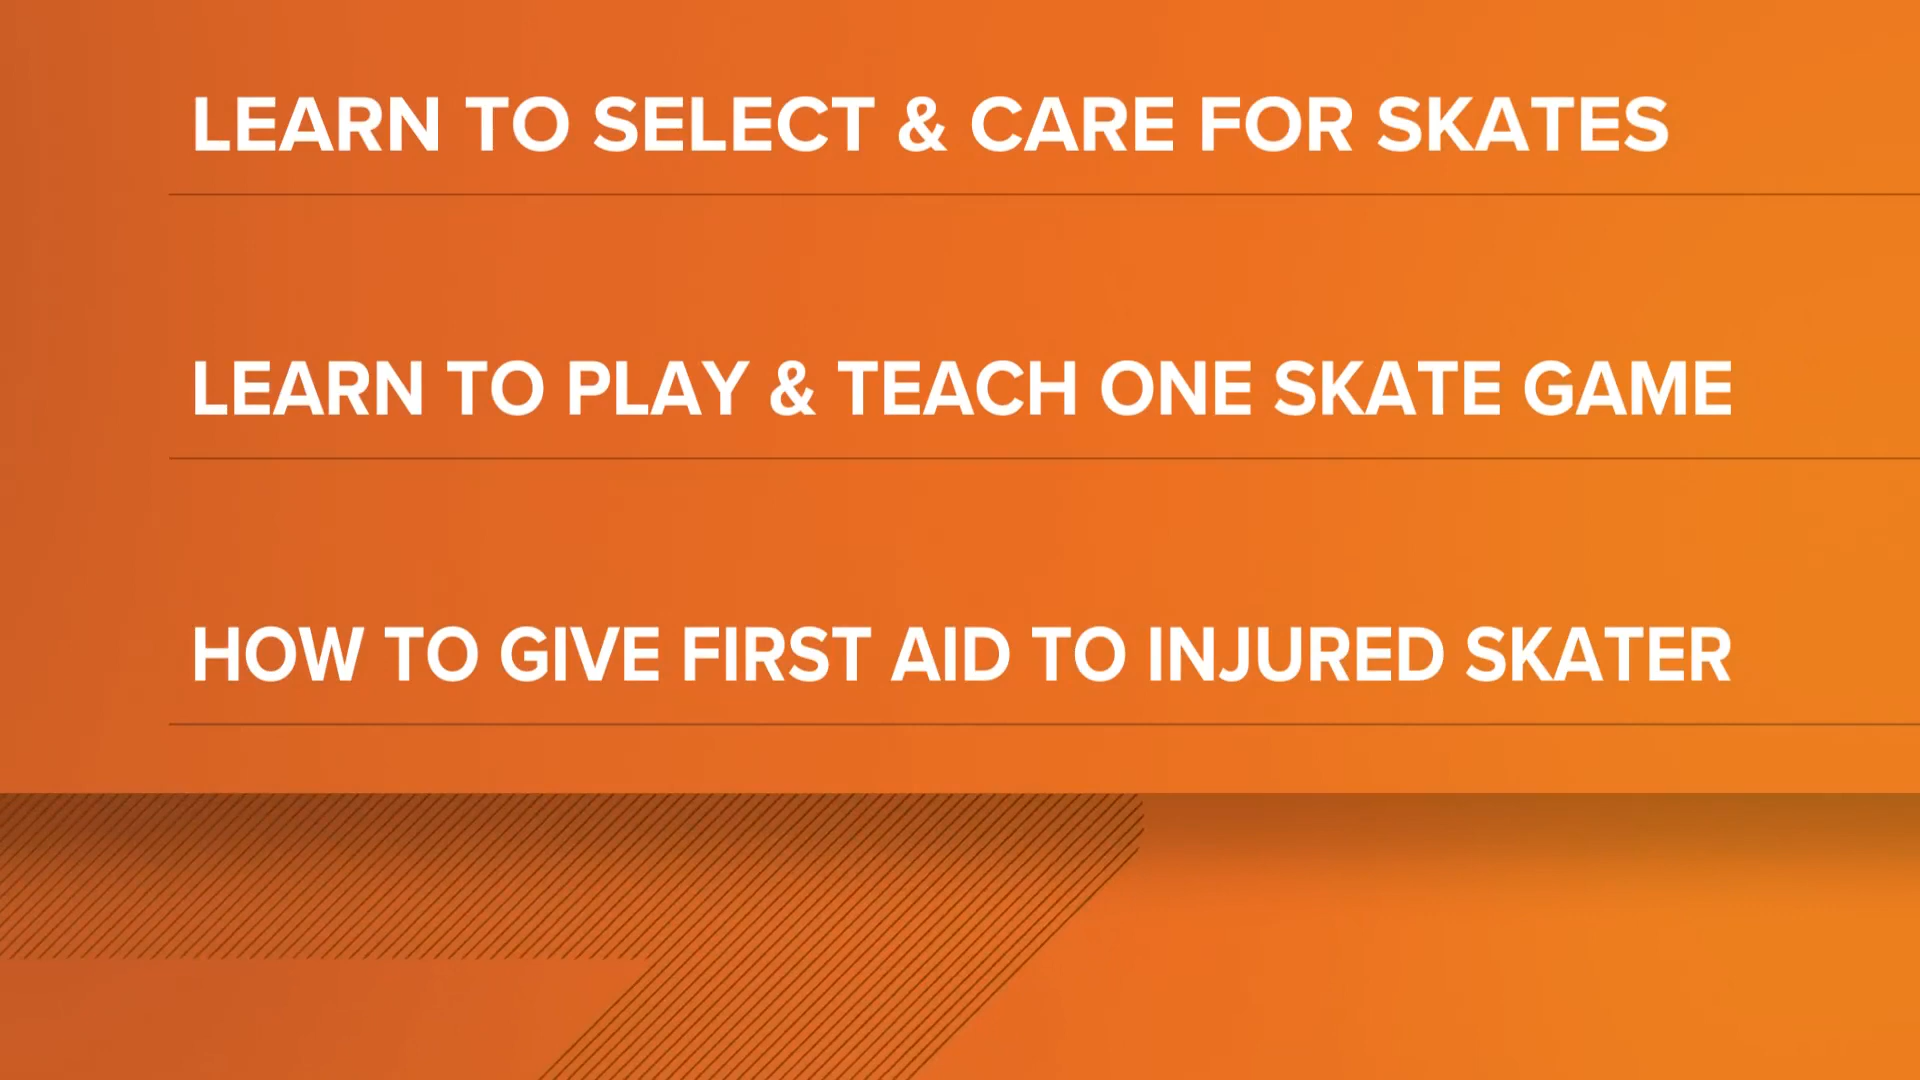 LEARN TO SELECT & CARE FOR SKATES
LEARN TO PLAY & TEACH ONE SKATE GAME
HOW TO GIVE FIRST AID TO INJURED SKATER